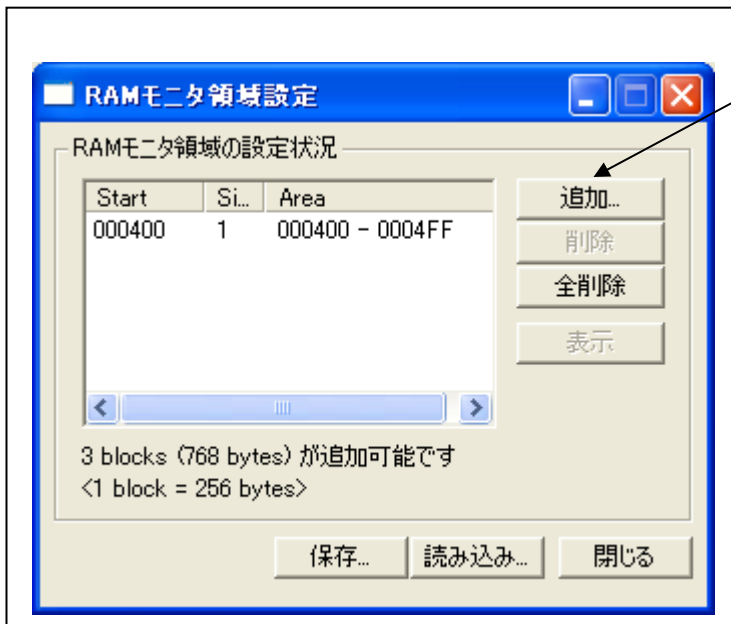 RAMモニタ領域設定
RAMモニタ領域の設定状況
Start Si... Area
000400 1 000400 - 0004FF
追加...
削除
全削除
表示
3 blocks (768 bytes) が追加可能です
<1 block = 256 bytes>
保存... 読み込み... 閉じる